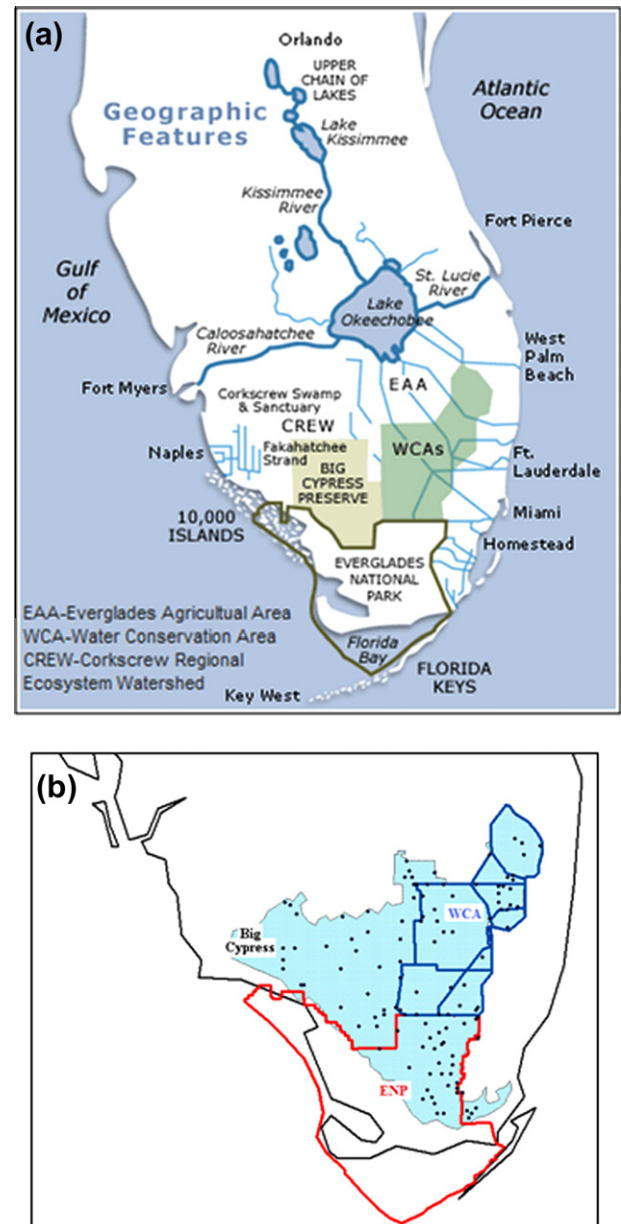 (a)
Orlando
UPPER
CHAIN OF
LAKES
Atlantic
Ocean
Geographic
Features
Lake
Kissimmee
Kissimmee
River
Fort Pierce
Gulf
of
Mexico
St. Lucie
River
Lake
Okeechobee
Caloosahatchee
River
West
Palm
Beach
EAA
Fort Myers
Corkscrew Swamp
& Sanctuary
CREW
WCAs
Naples
Fakahatchee
Strand
BIG
CYPRESS
PRESERVE
Ft.
Lauderdale
10,000
ISLANDS
Miami
Homestead
EVERGLADES
NATIONAL
PARK
EAA-Everglades Agricultual Area
WCA-Water Conservation Area
CREW-Corkscrew Regional
Ecosystem Watershed
Florida
Bay
FLORIDA
KEYS
Key West
(b)
WCA
Big
Cypress
ENP